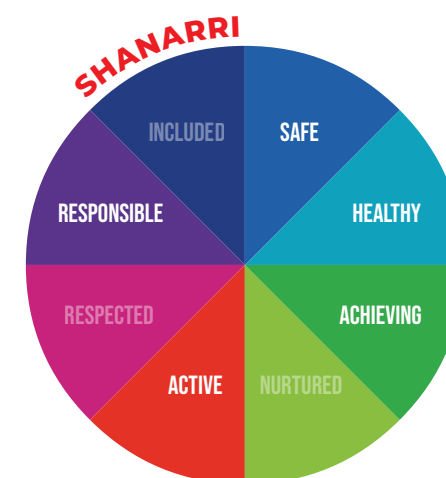 SHANARRI
INCLUDED
SAFE
RESPONSIBLE
HEALTHY
RESPECTED
ACHIEVING
ACTIVE
NURTURED